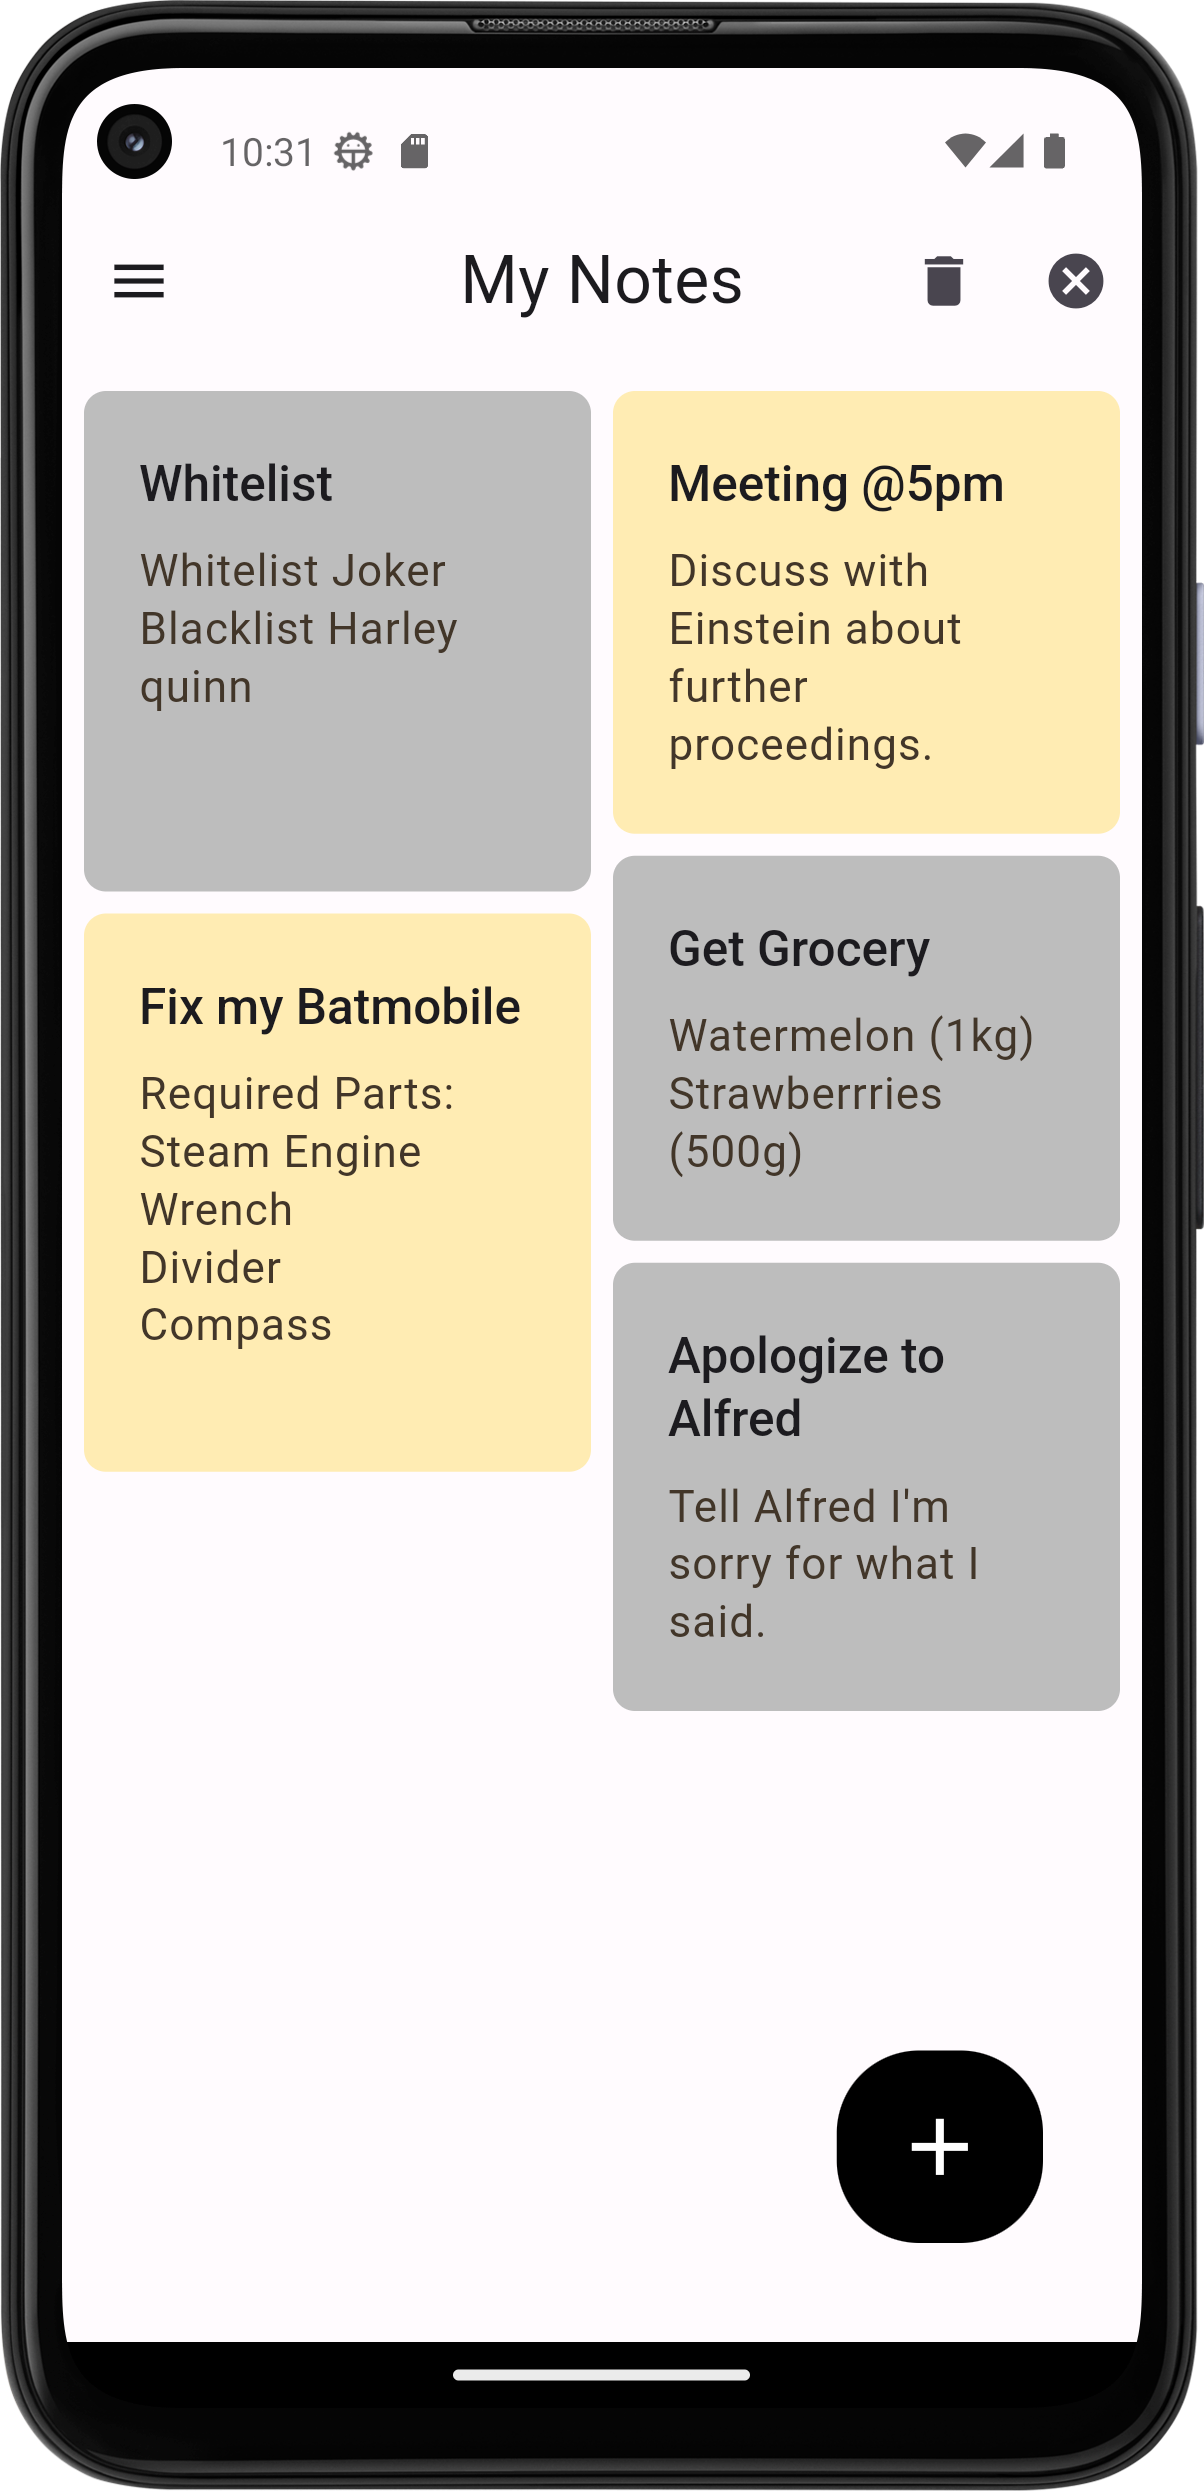 10:31
My Notes
Whitelist
Whitelist Joker
Blacklist Harley
quinn
Meeting @5pm
Discuss with
Einstein about
further
proceedings.
Fix my Batmobile
Required Parts:
Steam Engine
Wrench
Divider
Compass
Get Grocery
Watermelon (1kg)
Strawberrries
(500g)
Apologize to
Alfred
Tell Alfred I'm
sorry for what I
said.